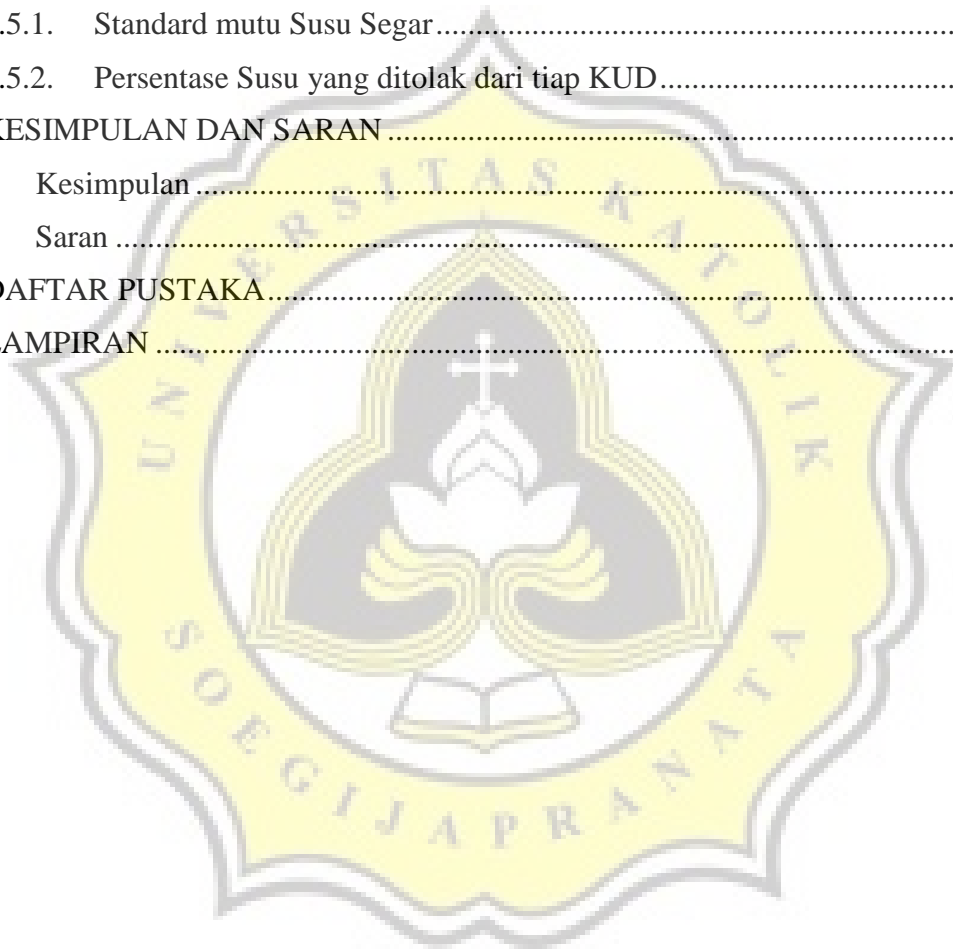 .5.1. Standard mutu Susu Segar
.5.2. Persentase Susu yang ditolak dari tiap KUD
KESIMPULAN DAN SARAN
Kesimpulan
Saran
DAFTAR PUSTAKA
LAMPIRAN
UNIVERSITAS KATOLIK
SOEGIJAPRANATA